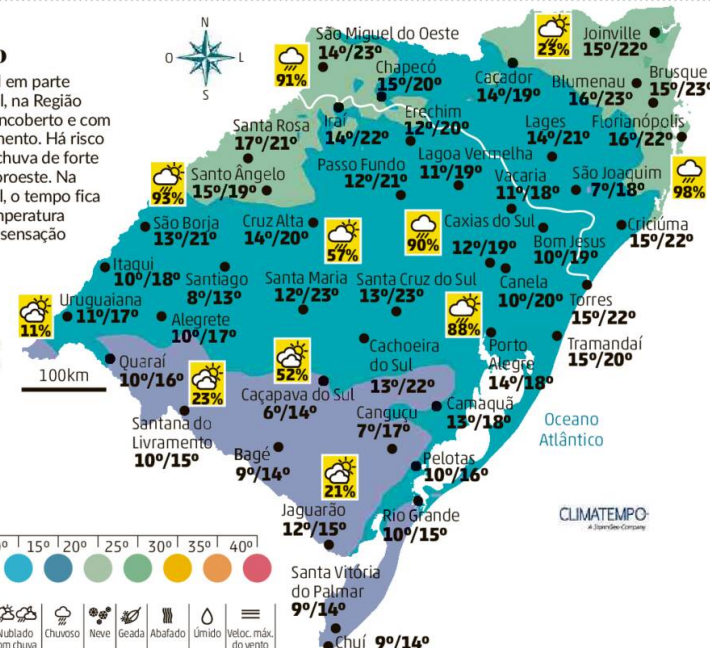 em parte
l, na Região
ncoberto e com
mento. Há risco
chuva de forte
oroeste. Na
l, o tempo fica
mperatura
sensação
N
O
L
S
São Miguel do Oeste
14º/23º
91%
Chapecó
15º/20º
Caçador
14º/19º
23%
Joinville
15º/22º
Blumenau
16º/23º
Brusque
15º/23º
Santa Rosa
17º/21º
Iraí
14º/22º
Erechim
12º/20º
Lages
14º/21º
Florianópolis
16º/22º
93%
Santo Ângelo
15º/19º
Passo Fundo
12º/21º
Lagoa Vermelha
11º/19º
Vacaria
11º/18º
São Joaquim
7º/18º
98%
São Borja
13º/21º
Cruz Alta
14º/20º
57%
90%
Caxias do Sul
12º/19º
Bom Jesus
10º/19º
Criciúma
15º/22º
Itaqui
10º/18º
Santiago
8º/13º
Santa Maria
12º/23º
Santa Cruz do Sul
13º/23º
Canela
10º/20º
Torres
15º/22º
11%
Uruguaiana
11º/17º
Alegrete
10º/17º
88%
Porto
Alegre
14º/18º
Tramandaí
15º/20º
100km
Quaraí
10º/16º
23%
52%
Caçapava do Sul
6º/14º
Cachoeira
do Sul
13º/22º
Santana do
Livramento
10º/15º
Canguçu
7º/17º
Camaquã
13º/18º
Oceano
Atlântico
Bagé
9º/14º
21%
Pelotas
10º/16º
Jaguarão
12º/15º
Rio Grande
10º/15º
CLIMATEMPO
A StormGeo Company
15º 20º 25º 30º 35º 40º
Santa Vitória
do Palmar
9º/14º
Chuí 9º/14º
Nublado
com chuva
Chuvoso
Neve
Geada
Abafado
Úmido
Veloc. máx.
do vento